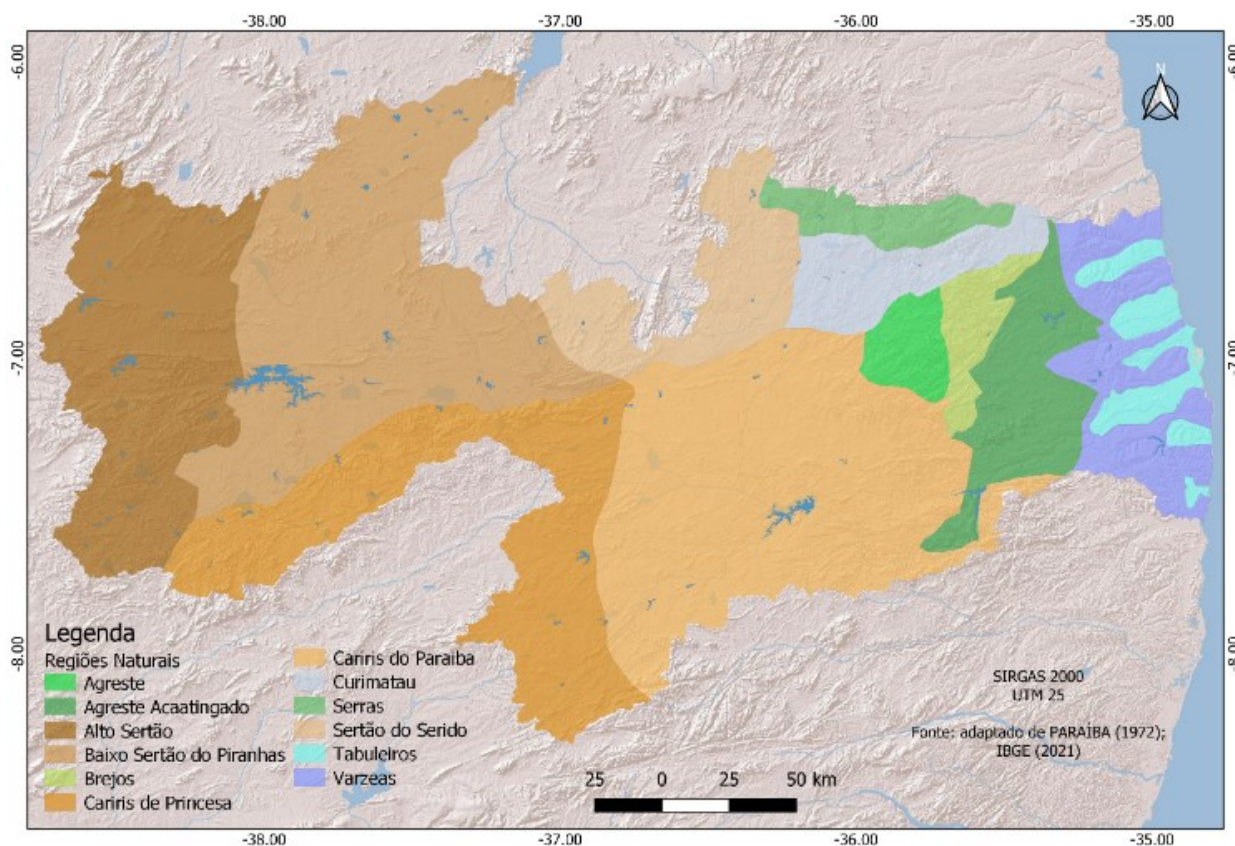 -38.00 -37.00 -36.00 -35.00
-6.00 -6.00
N
-7.00 -7.00
-8.00 -8.00
Legenda
Regiões Naturais
Agreste
Agreste Acaatingado
Alto Sertão
Baixo Sertão do Piranhas
Brejos
Cariris de Princesa
Cariris do Paraiba
Curimatau
Serras
Sertão do Serido
Tabuleiros
Varzeas
SIRGAS 2000
UTM 25
Fonte: adaptado de PARAÍBA (1972);
IBGE (2021)
25 0 25 50 km
-38.00 -37.00 -36.00 -35.00